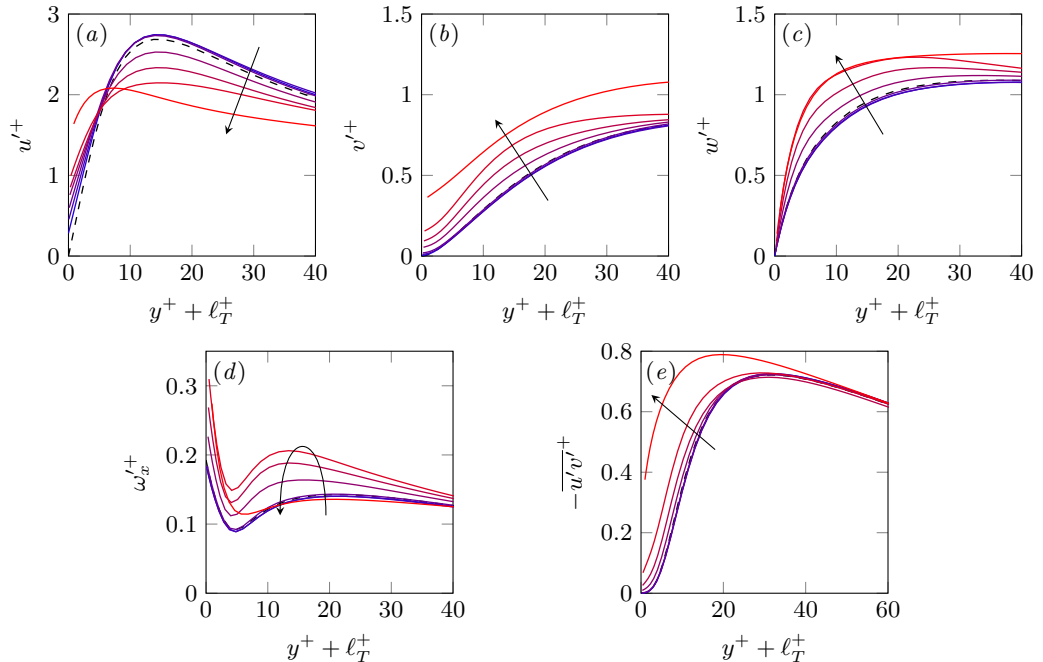 (a)
3
2
1
0
u′+
0 10 20 30 40
y+ + ℓT+
(b)
1.5
1
0.5
0
v′+
0 10 20 30 40
y+ + ℓT+
(c)
1.5
1
0.5
0
w′+
0 10 20 30 40
y+ + ℓT+
(d)
0.3
0.2
0.1
0
ωx′+
0 10 20 30 40
y+ + ℓT+
(e)
0.8
0.6
0.4
0.2
0
−u′v′+
0 20 40 60
y+ + ℓT+